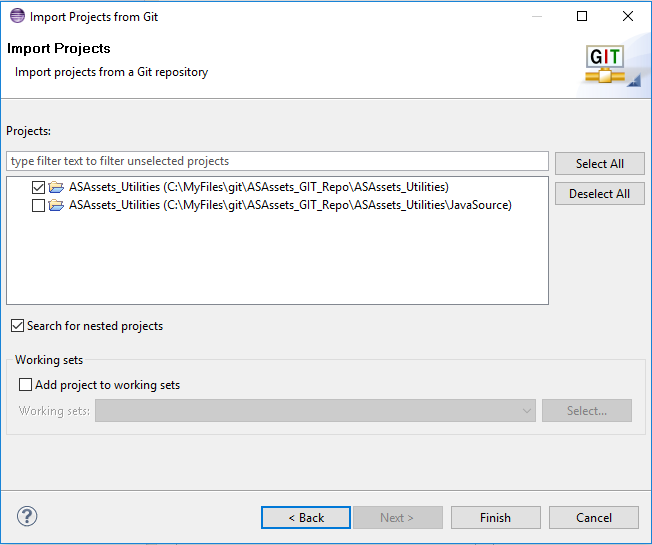 Import Projects from Git
Import Projects
Import projects from a Git repository
GIT
Projects:
type filter text to filter unselected projects
Select All
ASAssets_Utilities (C:\MyFiles\git\ASAssets_GIT_Repo\ASAssets_Utilities)
Deselect All
ASAssets_Utilities (C:\MyFiles\git\ASAssets_GIT_Repo\ASAssets_Utilities\JavaSource)
Search for nested projects
Working sets
Add project to working sets
Working sets:
Select...
?
< Back
Next >
Finish
Cancel